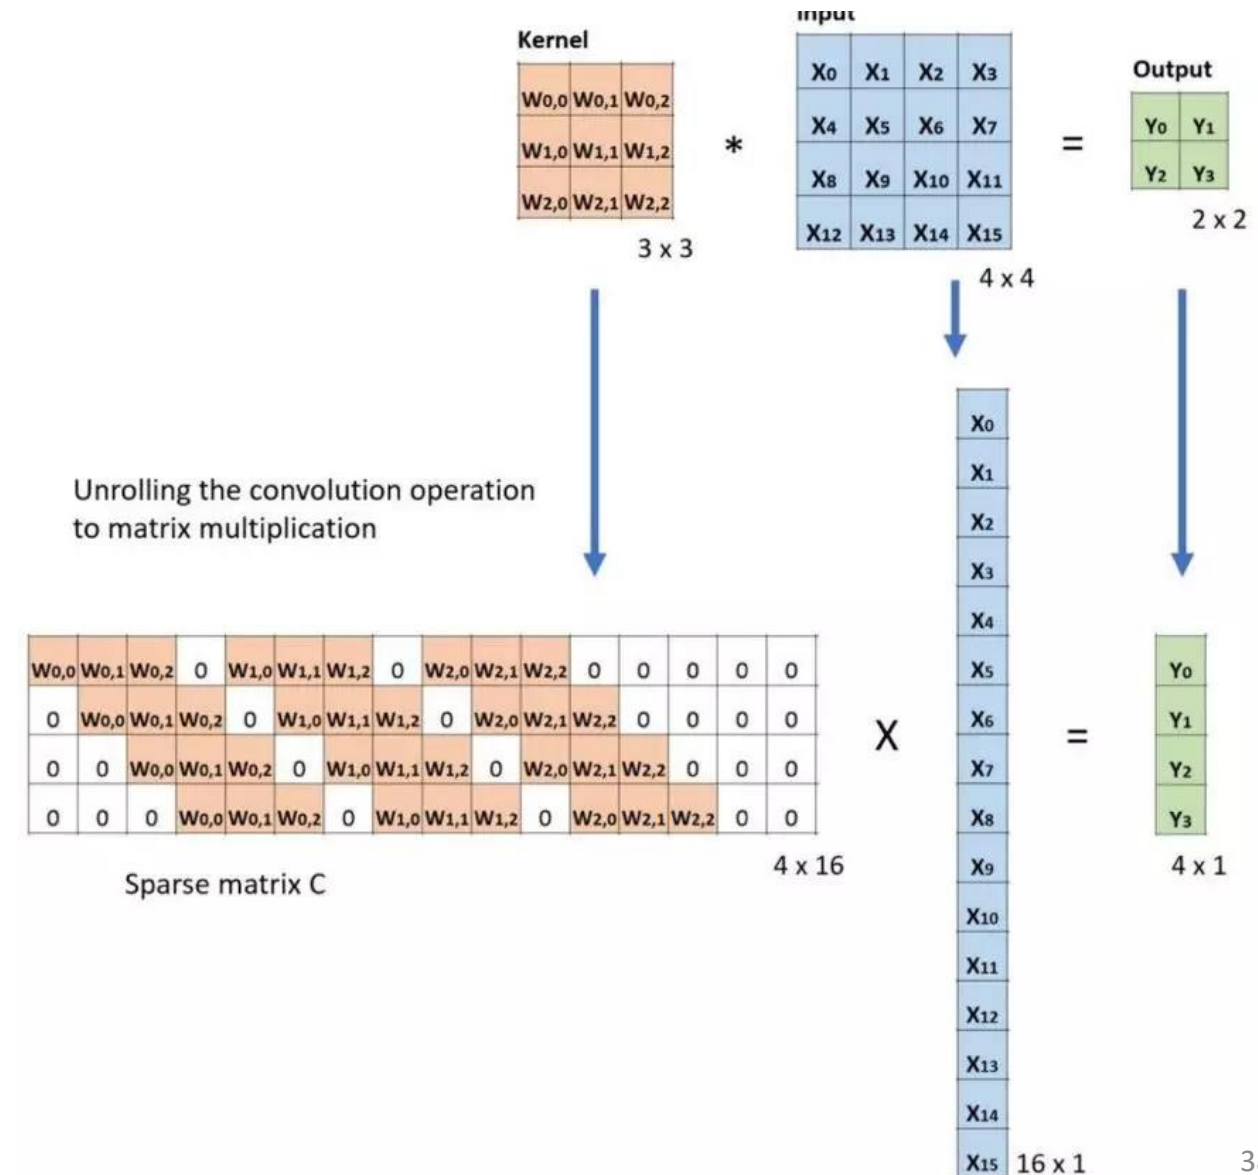 Input
Kernel
Output
W0,0 W0,1 W0,2
W1,0 W1,1 W1,2
W2,0 W2,1 W2,2
3 x 3
*
X0 X1 X2 X3
X4 X5 X6 X7
X8 X9 X10 X11
X12 X13 X14 X15
4 x 4
=
Y0 Y1
Y2 Y3
2 x 2
Unrolling the convolution operation
to matrix multiplication
W0,0 W0,1 W0,2 0 W1,0 W1,1 W1,2 0 W2,0 W2,1 W2,2 0 0 0 0 0
0 W0,0 W0,1 W0,2 0 W1,0 W1,1 W1,2 0 W2,0 W2,1 W2,2 0 0 0 0
0 0 W0,0 W0,1 W0,2 0 W1,0 W1,1 W1,2 0 W2,0 W2,1 W2,2 0 0 0
0 0 0 W0,0 W0,1 W0,2 0 W1,0 W1,1 W1,2 0 W2,0 W2,1 W2,2 0 0
4 x 16
Sparse matrix C
X
X0
X1
X2
X3
X4
X5
X6
X7
X8
X9
X10
X11
X12
X13
X14
X15
16 x 1
=
Y0
Y1
Y2
Y3
4 x 1
3